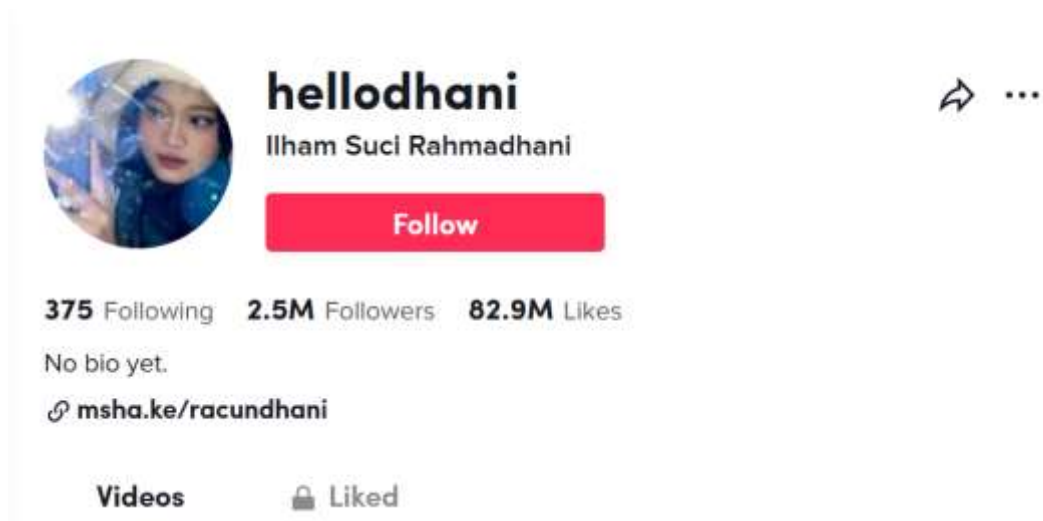 hellodhani
Ilham Suci Rahmadhani
Follow
375 Following 2.5M Followers 82.9M Likes
No bio yet.
msha.ke/racundhani
Videos Liked